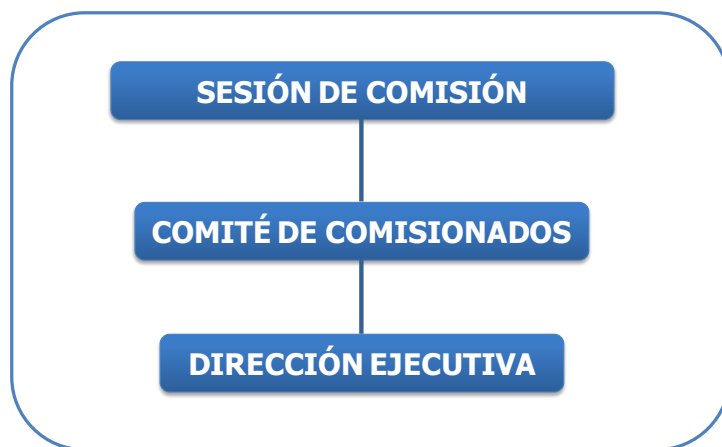 SESIÓN DE COMISIÓN
COMITÉ DE COMISIONADOS
DIRECCIÓN EJECUTIVA